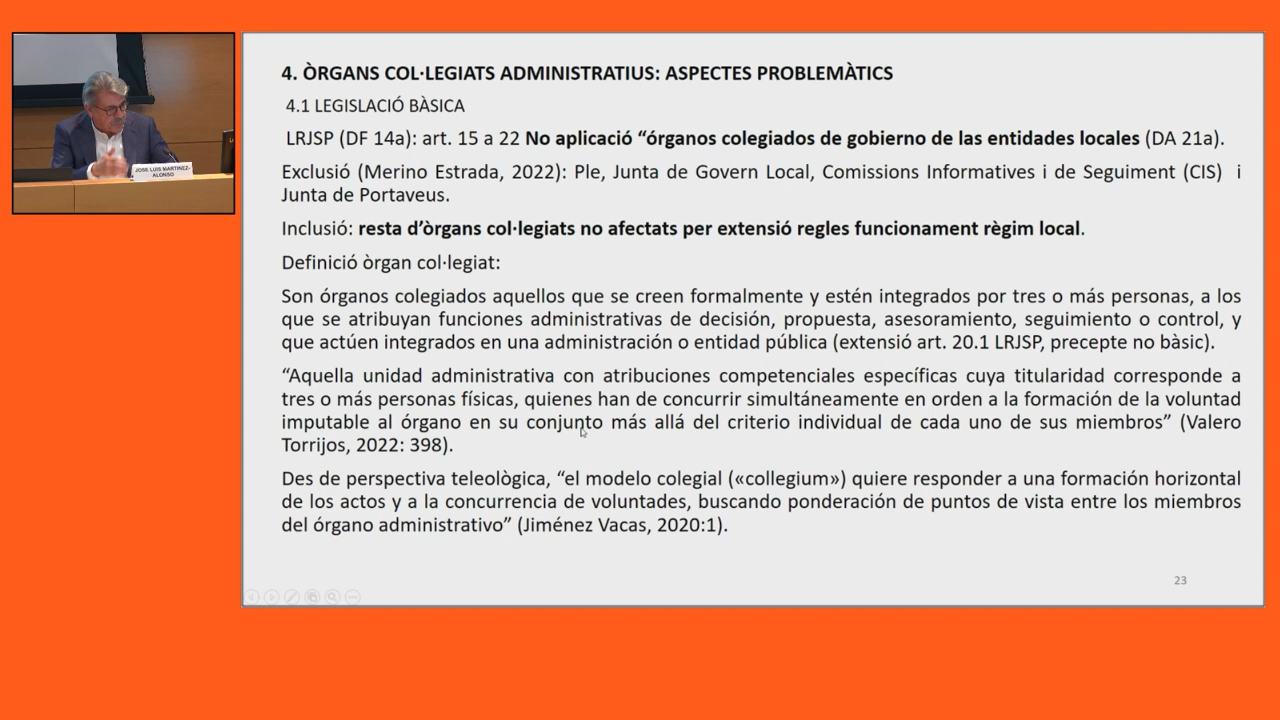 JOSE LUIS MARTINEZ-
ALONSO
4. ÒRGANS COL·LEGIATS ADMINISTRATIUS: ASPECTES PROBLEMÀTICS
4.1 LEGISLACIÓ BÀSICA
LRJSP (DF 14a): art. 15 a 22 No aplicació “órganos colegiados de gobierno de las entidades locales (DA 21a).
Exclusió (Merino Estrada, 2022): Ple, Junta de Govern Local, Comissions Informatives i de Seguiment (CIS) i
Junta de Portaveus.
Inclusió: resta d’òrgans col·legiats no afectats per extensió regles funcionament règim local.
Definició òrgan col·legiat:
Son órganos colegiados aquellos que se creen formalmente y estén integrados por tres o más personas, a los
que se atribuyan funciones administrativas de decisión, propuesta, asesoramiento, seguimiento o control, y
que actúen integrados en una administración o entidad pública (extensió art. 20.1 LRJSP, precepte no bàsic).
“Aquella unidad administrativa con atribuciones competenciales específicas cuya titularidad corresponde a
tres o más personas físicas, quienes han de concurrir simultáneamente en orden a la formación de la voluntad
imputable al órgano en su conjunto más allá del criterio individual de cada uno de sus miembros” (Valero
Torrijos, 2022: 398).
Des de perspectiva teleològica, “el modelo colegial («collegium») quiere responder a una formación horizontal
de los actos y a la concurrencia de voluntades, buscando ponderación de puntos de vista entre los miembros
del órgano administrativo” (Jiménez Vacas, 2020:1).
23